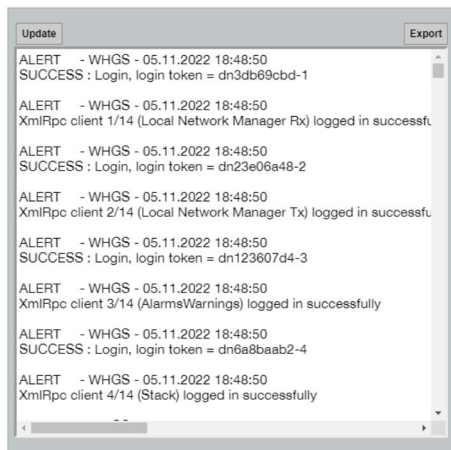 Update Export
ALERT - WHGS - 05.11.2022 18:48:50
SUCCESS : Login, login token = dn3db69cbd-1
ALERT - WHGS - 05.11.2022 18:48:50
XmlRpc client 1/14 (Local Network Manager Rx) logged in
ALERT - WHGS - 05.11.2022 18:48:50
SUCCESS : Login, login token = dn23e06a48-2
ALERT - WHGS - 05.11.2022 18:48:50
XmlRpc client 2/14 (Local Network Manager Tx) logged in
ALERT - WHGS - 05.11.2022 18:48:50
SUCCESS : Login, login token = dn123607d4-3
ALERT - WHGS - 05.11.2022 18:48:50
XmlRpc client 3/14 (AlarmsWarnings) logged in successfully
ALERT - WHGS - 05.11.2022 18:48:50
SUCCESS : Login, login token = dn6a8baab2-4
ALERT - WHGS - 05.11.2022 18:48:50
XmlRpc client 4/14 (Stack) logged in successfully